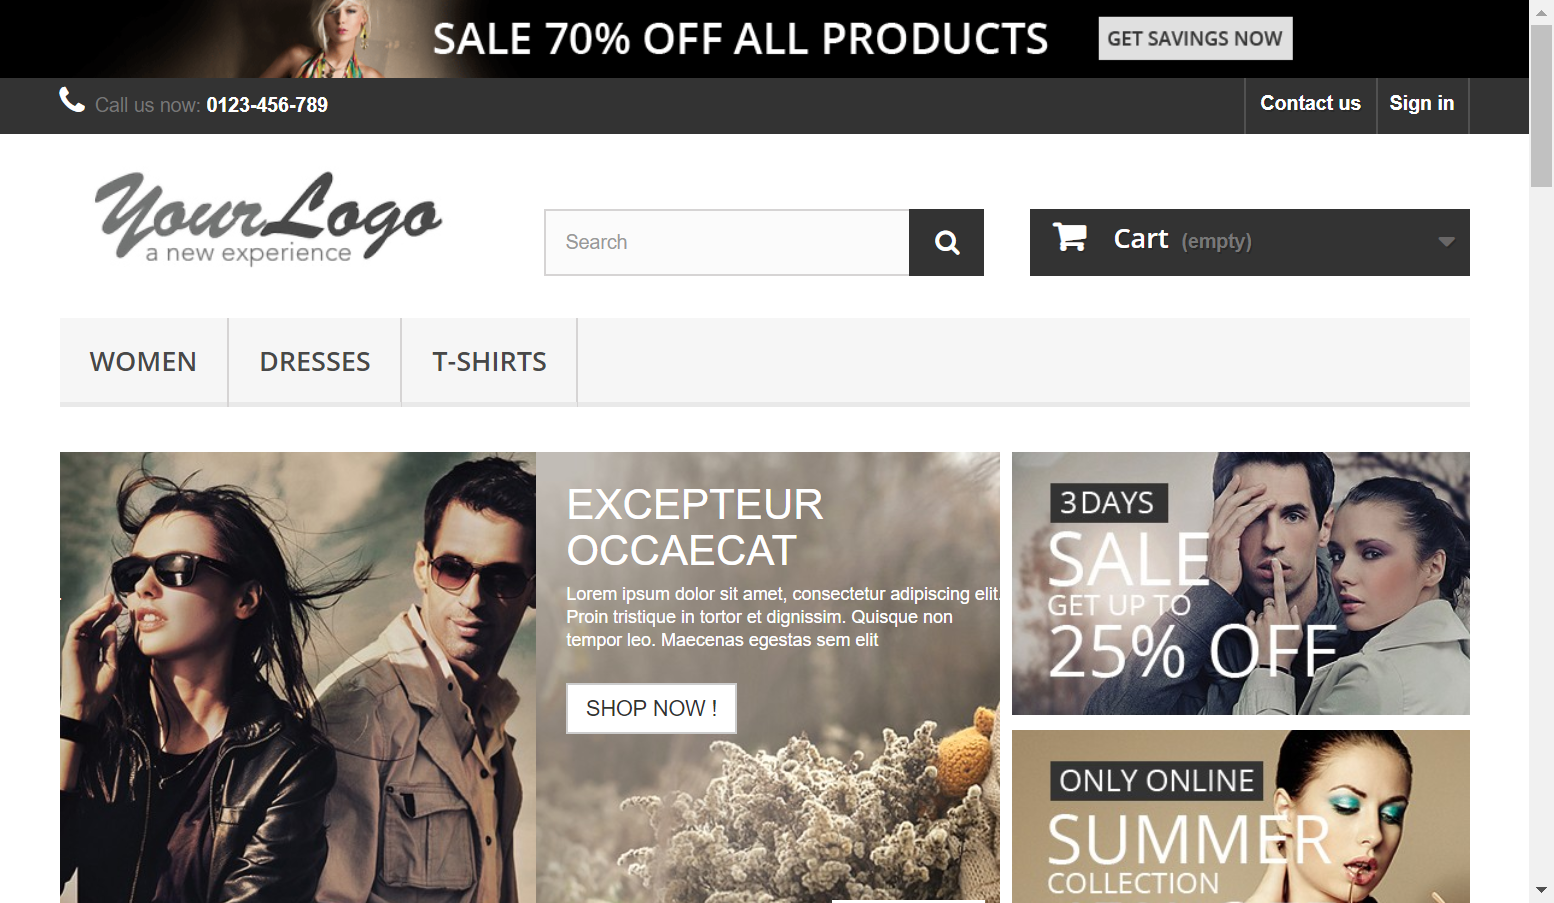 SALE 70% OFF ALL PRODUCTS
GET SAVINGS NOW
Call us now: 0123-456-789
Contact us
Sign in
YourLogo
a new experience
Search
Cart (empty)
WOMEN
DRESSES
T-SHIRTS
EXCEPTEUR
OCCAECAT
Lorem ipsum dolor sit amet, consectetur adipiscing elit.
Proin tristique in tortor et dignissim. Quisque non
tempor leo. Maecenas egestas sem elit
SHOP NOW !
3 DAYS
SALE
GET UP TO
25% OFF
ONLY ONLINE
SUMMER
COLLECTION